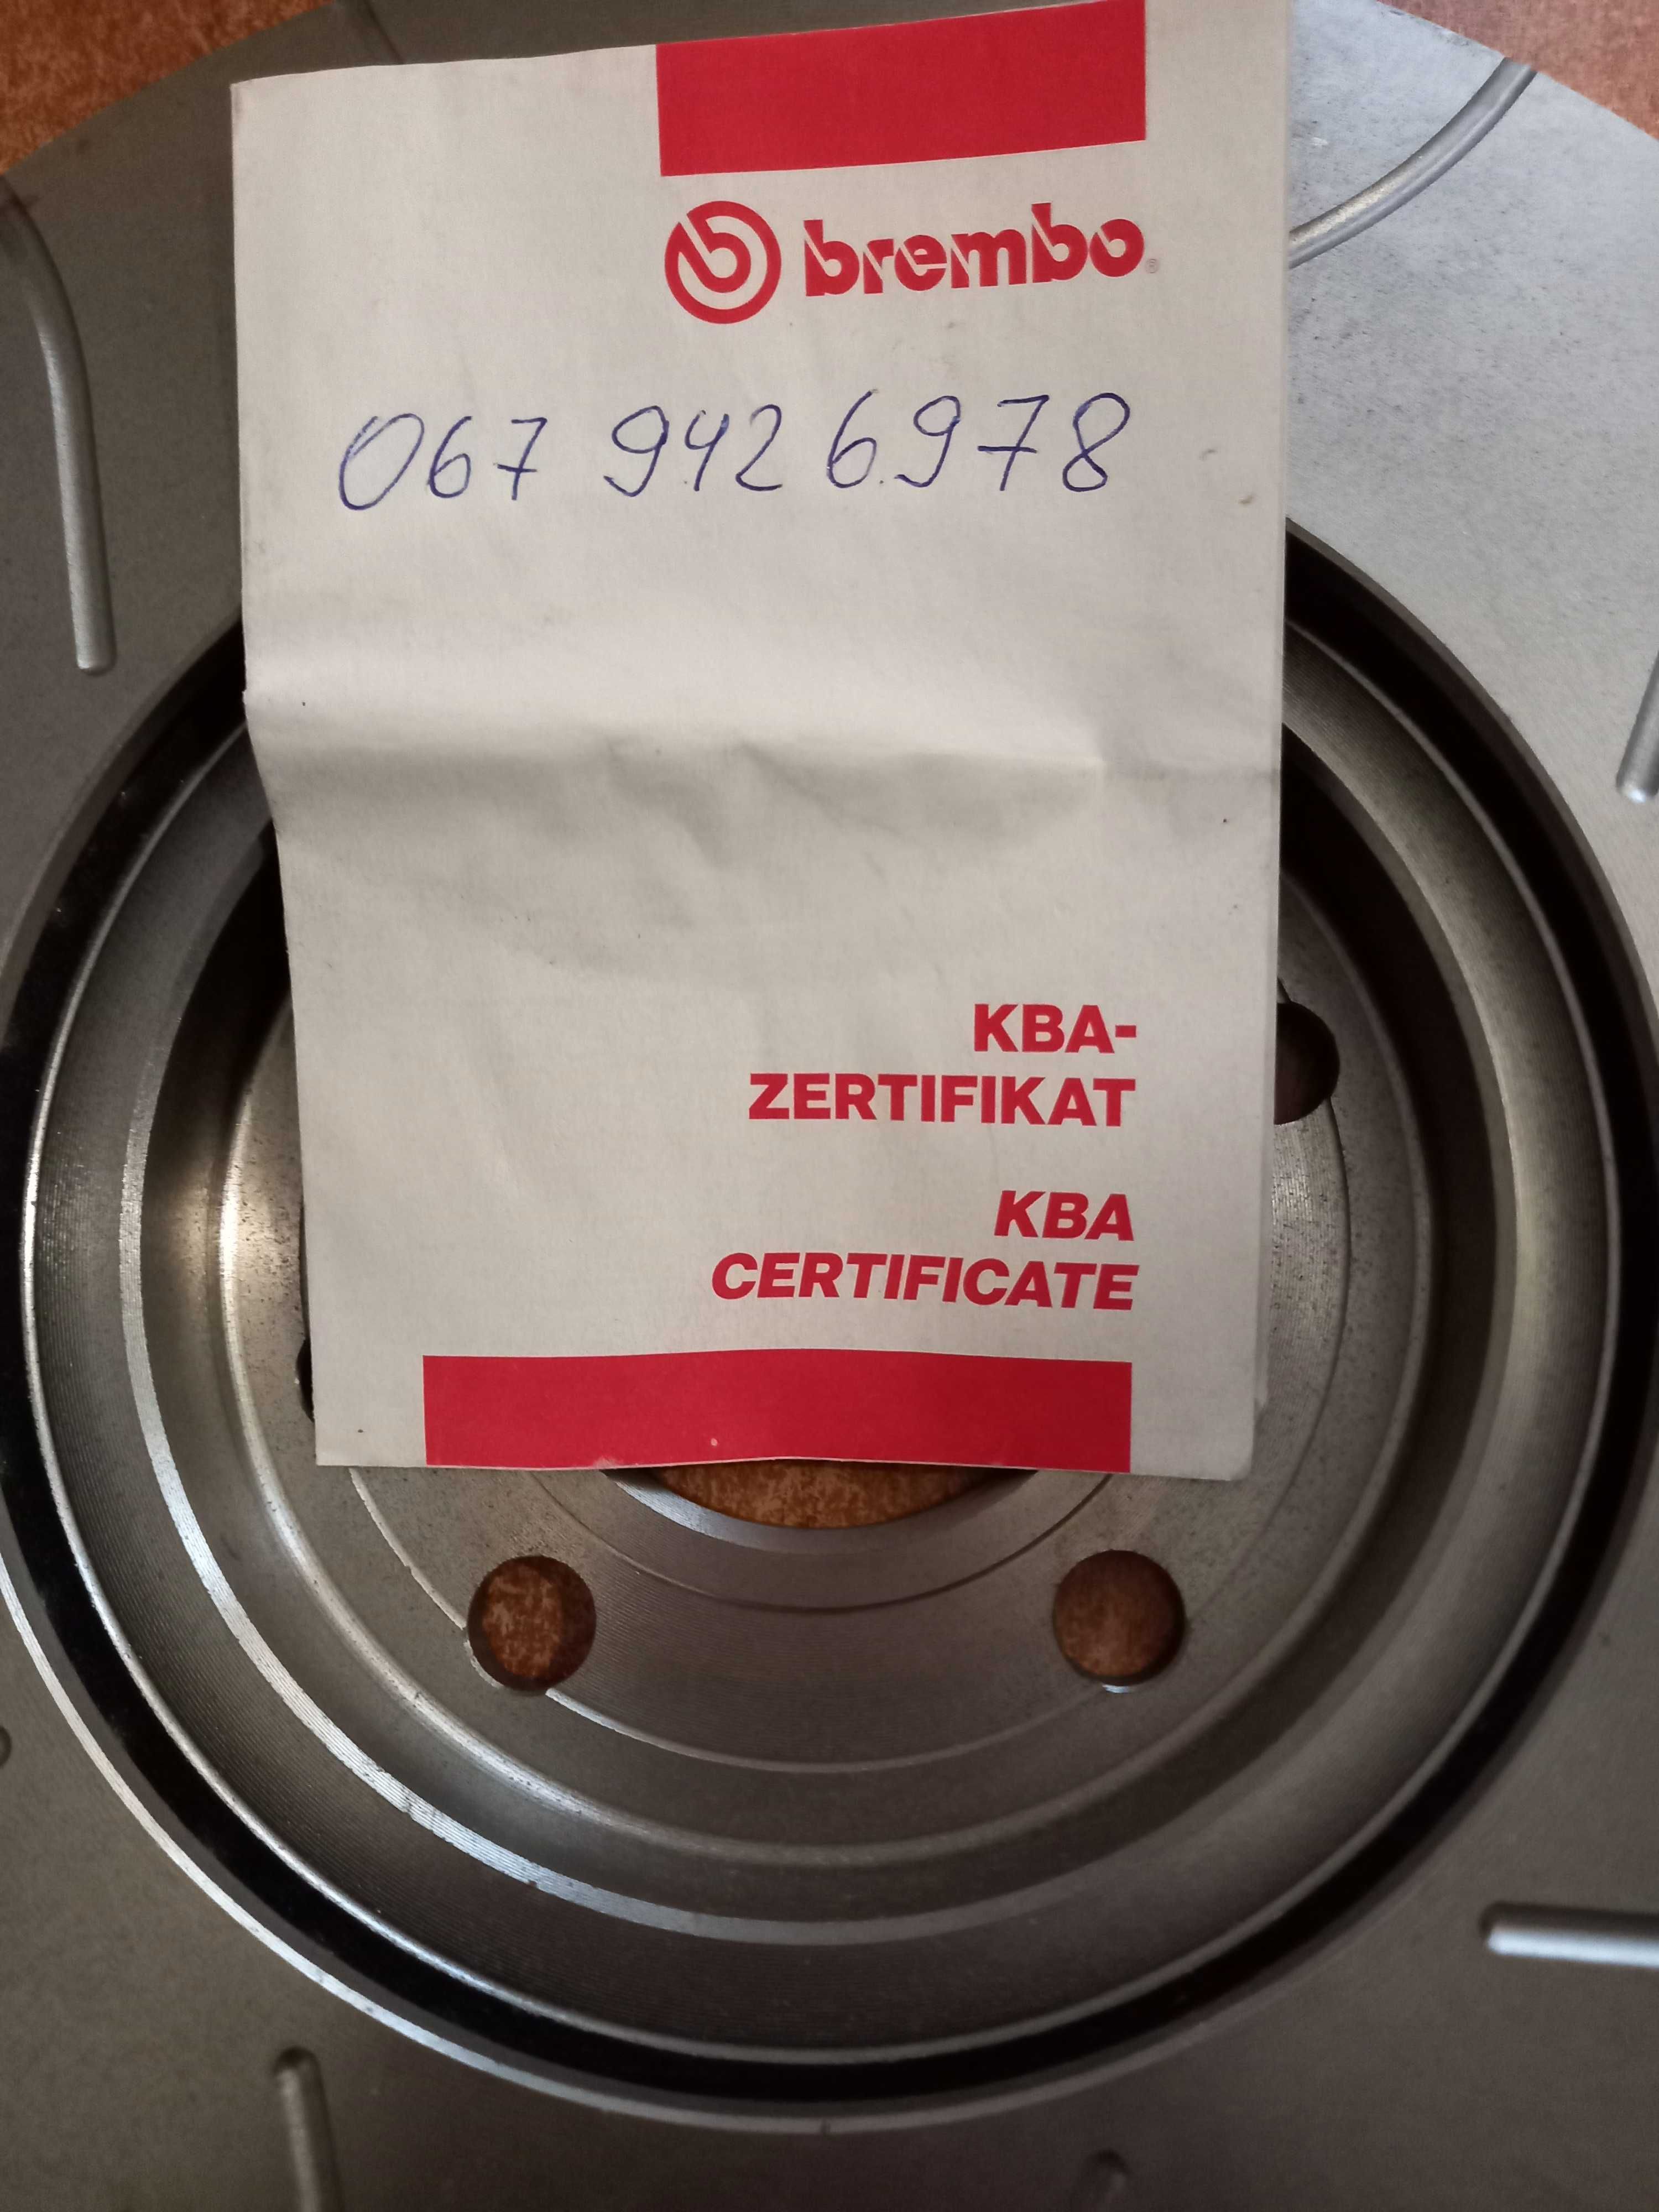 brembo®
067 942 6978
KBA-
ZERTIFIKAT
KBA
CERTIFICATE